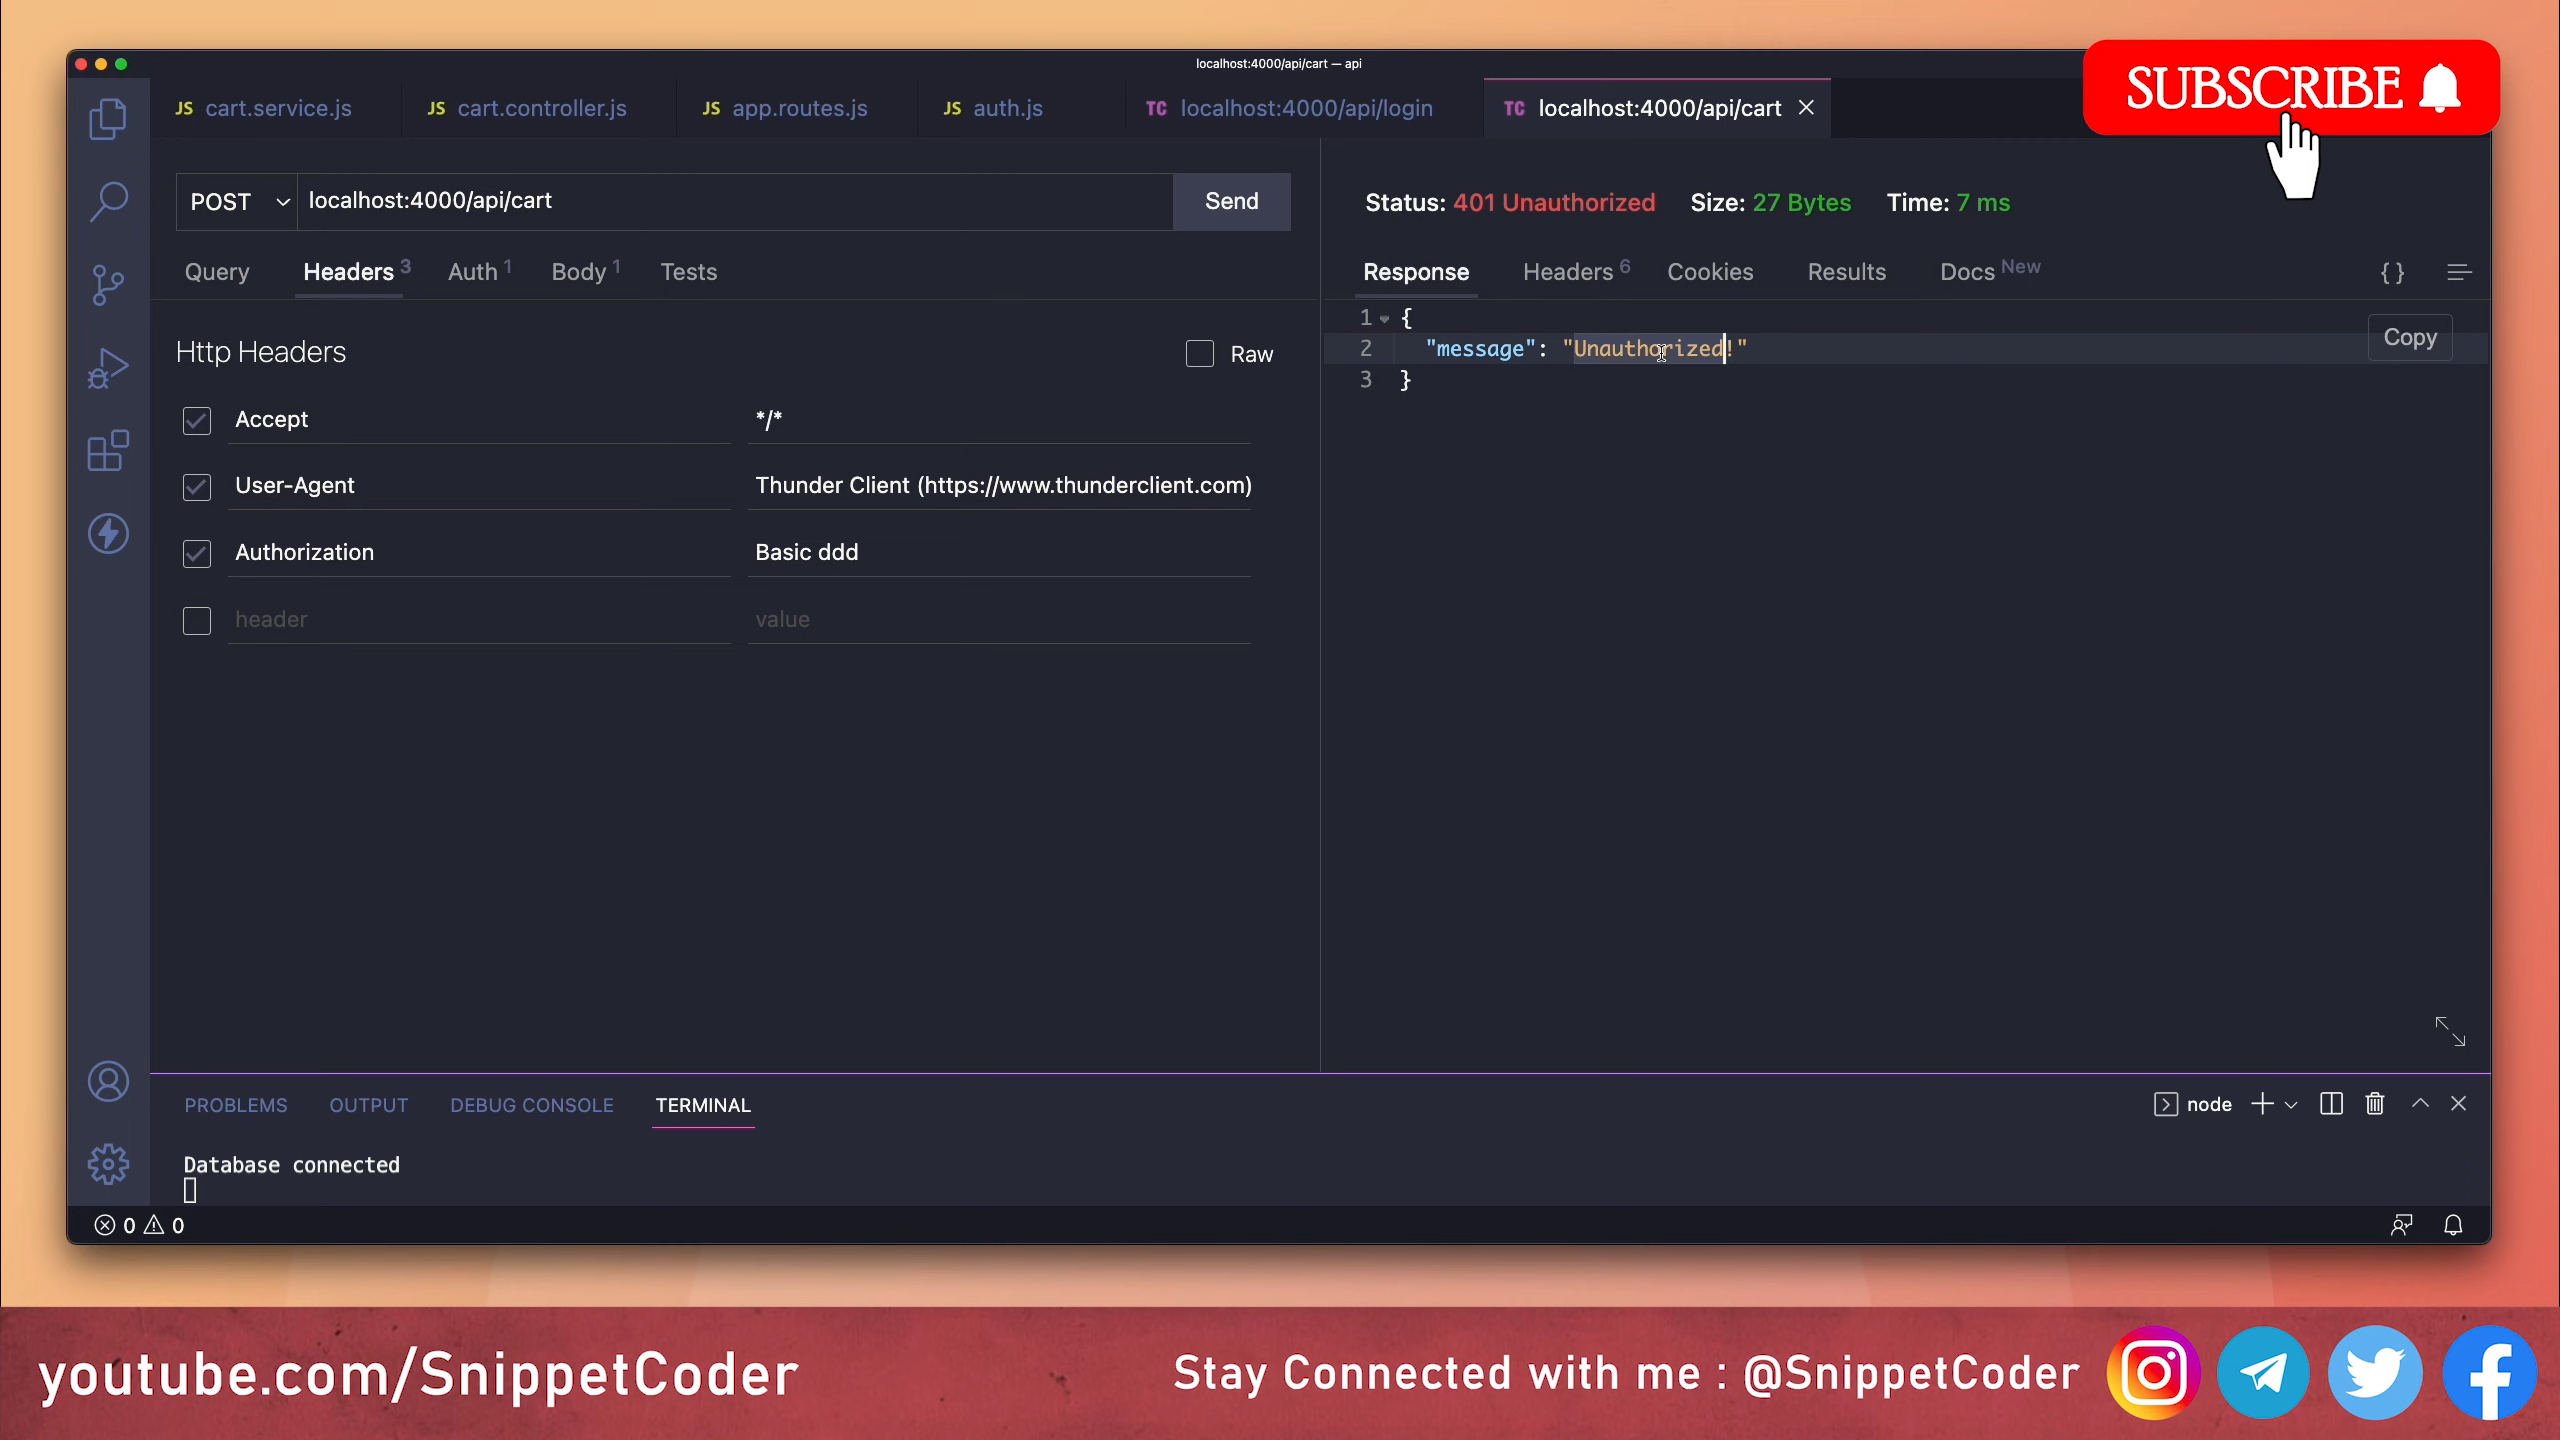 localhost:4000/api/cart — api
SUBSCRIBE
JS cart.service.js
JS cart.controller.js
JS app.routes.js
JS auth.js
TC localhost:4000/api/login
TC localhost:4000/api/cart
POST localhost:4000/api/cart Send
Query Headers 3 Auth 1 Body 1 Tests
Http Headers Raw
Accept */*
User-Agent Thunder Client (https://www.thunderclient.com)
Authorization Basic ddd
header value
Status: 401 Unauthorized Size: 27 Bytes Time: 7 ms
Response Headers 6 Cookies Results Docs New {}
1 {
2 "message": "Unauthorized!"
3 }
Copy
PROBLEMS OUTPUT DEBUG CONSOLE TERMINAL
node
Database connected
0 0
youtube.com/SnippetCoder
Stay Connected with me : @SnippetCoder